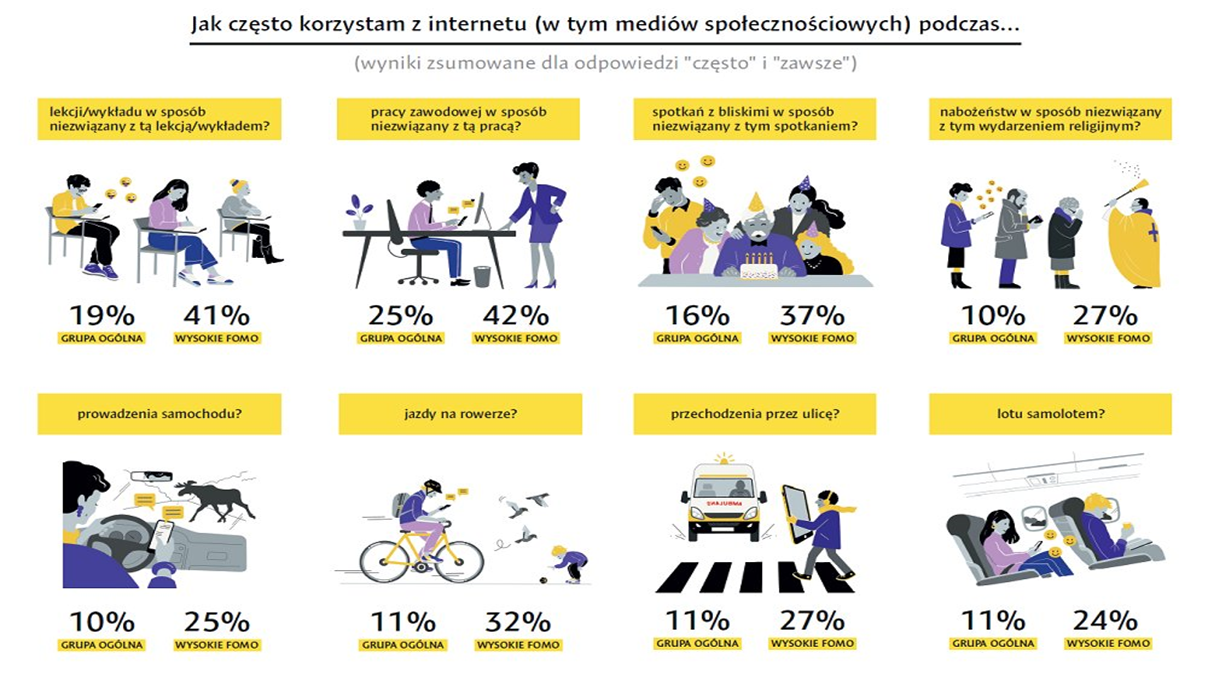 Jak często korzystam z internetu (w tym mediów społecznościowych) podczas...
(wyniki zsumowane dla odpowiedzi "często" i "zawsze")
lekcji/wykładu w sposób
niezwiązany z tą lekcją/wykładem?
19% 41%
GRUPA OGÓLNA WYSOKIE FOMO
pracy zawodowej w sposób
niezwiązany z tą pracą?
25% 42%
GRUPA OGÓLNA WYSOKIE FOMO
spotkań z bliskimi w sposób
niezwiązany z tym spotkaniem?
16% 37%
GRUPA OGÓLNA WYSOKIE FOMO
nabożeństw w sposób niezwiązany
z tym wydarzeniem religijnym?
10% 27%
GRUPA OGÓLNA WYSOKIE FOMO
prowadzenia samochodu?
10% 25%
GRUPA OGÓLNA WYSOKIE FOMO
jazdy na rowerze?
11% 32%
GRUPA OGÓLNA WYSOKIE FOMO
przechodzenia przez ulicę?
11% 27%
GRUPA OGÓLNA WYSOKIE FOMO
lotu samolotem?
11% 24%
GRUPA OGÓLNA WYSOKIE FOMO